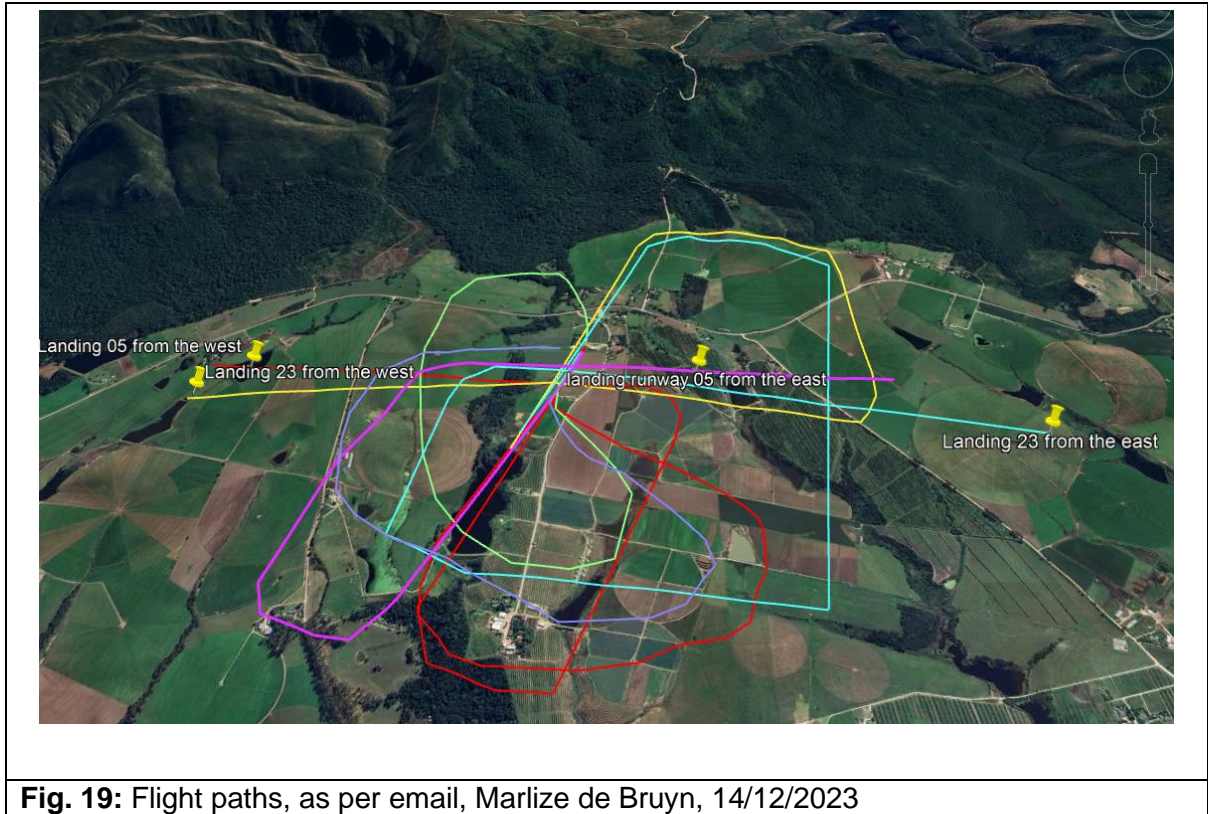 Landing 05 from the west
Landing 23 from the west
landing runway 05 from the east
Landing 23 from the east
Fig. 19: Flight paths, as per email, Marlize de Bruyn, 14/12/2023